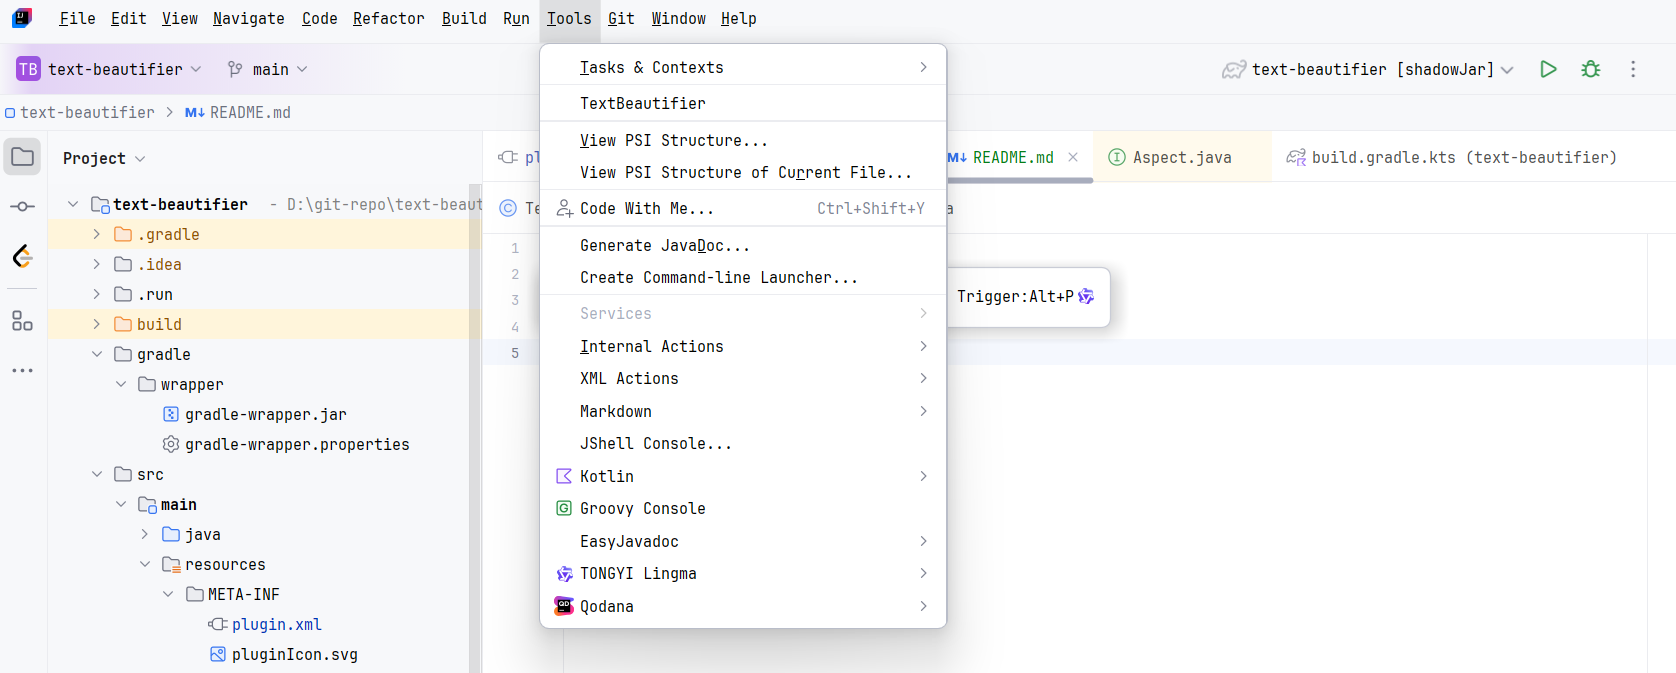 File Edit View Navigate Code Refactor Build Run Tools Git Window Help
TB text-beautifier main text-beautifier [shadowJar]
text-beautifier > M↓ README.md
Project
pl M↓ README.md Aspect.java build.gradle.kts (text-beautifier)
text-beautifier - D:\git-repo\text-beaut
.gradle
.idea
.run
build
gradle
wrapper
gradle-wrapper.jar
gradle-wrapper.properties
src
main
java
resources
META-INF
plugin.xml
pluginIcon.svg
Te a
1
2
3
4
5
Tasks & Contexts
TextBeautifier
View PSI Structure...
View PSI Structure of Current File...
Code With Me... Ctrl+Shift+Y
Generate JavaDoc...
Create Command-line Launcher...
Services
Internal Actions
XML Actions
Markdown
JShell Console...
Kotlin
Groovy Console
EasyJavadoc
TONGYI Lingma
Qodana
Trigger:Alt+P